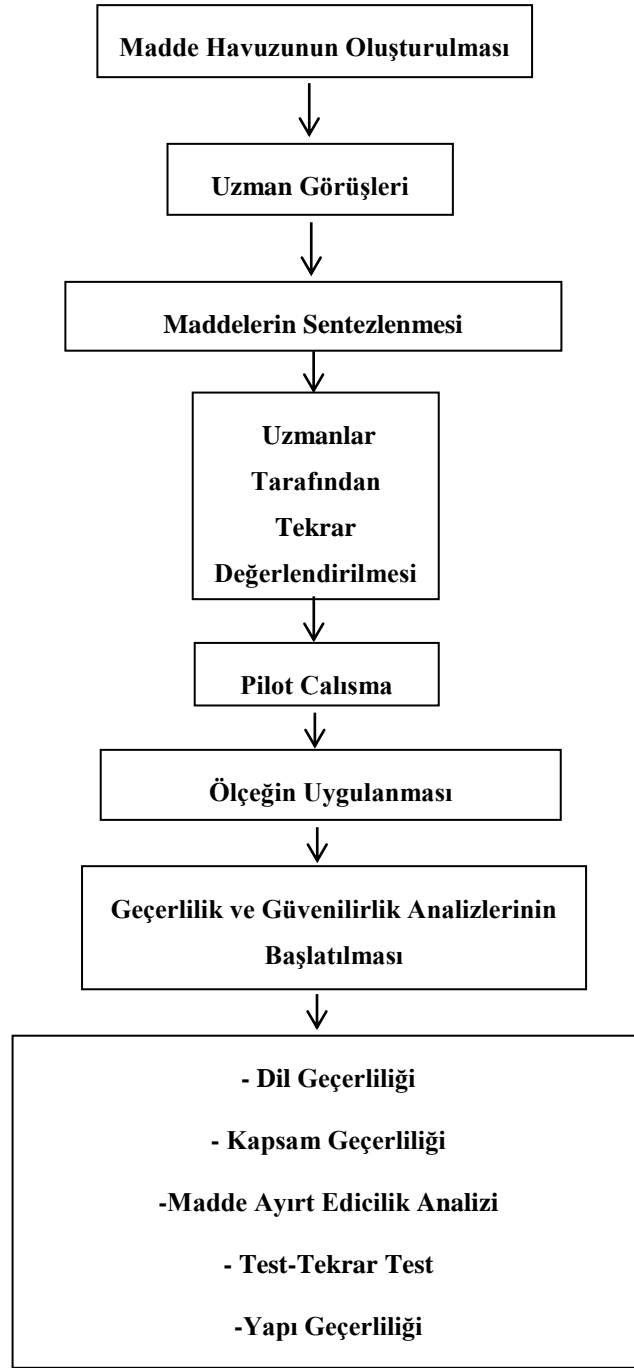 Madde Havuzunun Oluşturulması
Uzman Görüşleri
Maddelerin Sentezlenmesi
Uzmanlar
Tarafından
Tekrar
Değerlendirilmesi
Pilot Calısma
Ölçeğin Uygulanması
Geçerlilik ve Güvenilirlik Analizlerinin
Başlatılması
- Dil Geçerliliği
- Kapsam Geçerliliği
-Madde Ayırt Edicilik Analizi
- Test-Tekrar Test
-Yapı Geçerliliği